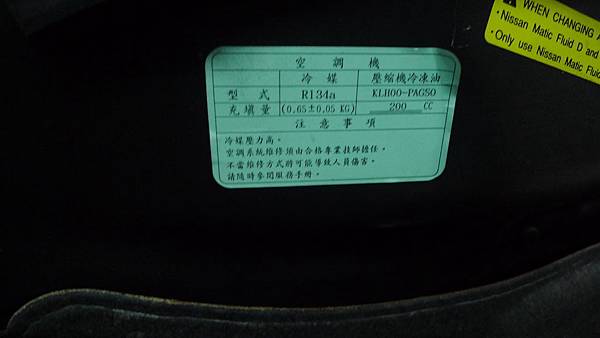 WHEN CHANGING
・Nissan Matic Fluid D and
・Only use Nissan Matic Fluid
空調機
冷媒 壓縮機冷凍油
型式 R134a KLH00-PAG50
充填量 (0.65±0.05 KG) 200 CC
注意事項
冷媒壓力高。
空調系統維修須由合格專業技師擔任。
不當維修方式將可能導致人員傷害。
請隨時參閱服務手冊。